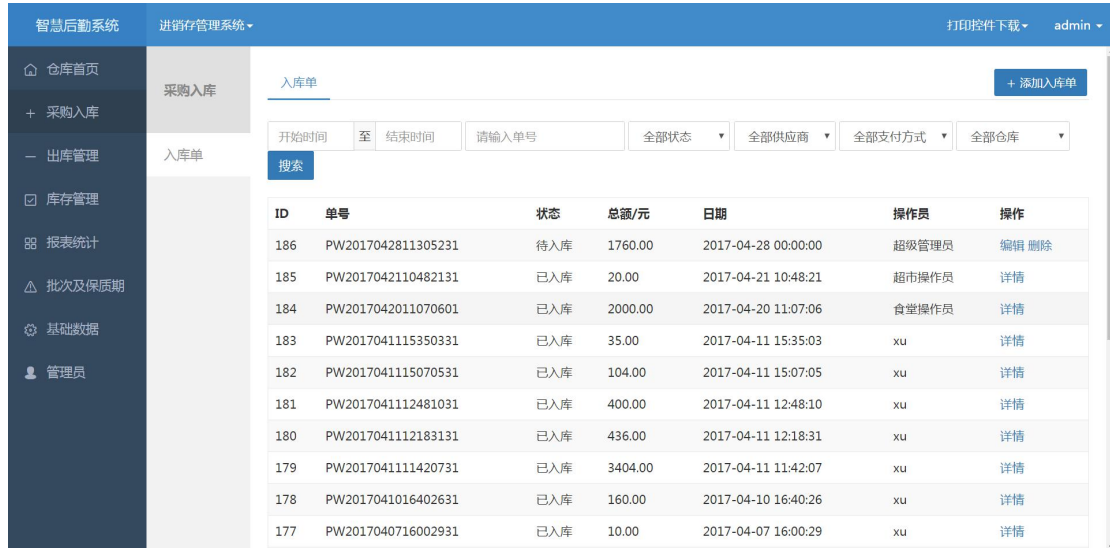 智慧后勤系统 进销存管理系统 打印控件下载 admin
仓库首页
采购入库
出库管理
库存管理
报表统计
批次及保质期
基础数据
管理员
采购入库
入库单
入库单 + 添加入库单
开始时间 至 结束时间 请输入单号 全部状态 全部供应商 全部支付方式 全部仓库
搜索
ID 单号 状态 总额/元 日期 操作员 操作
186 PW2017042811305231 待入库 1760.00 2017-04-28 00:00:00 超级管理员 编辑 删除
185 PW2017042110482131 已入库 20.00 2017-04-21 10:48:21 超市操作员 详情
184 PW2017042011070601 已入库 2000.00 2017-04-20 11:07:06 食堂操作员 详情
183 PW2017041115350331 已入库 35.00 2017-04-11 15:35:03 xu 详情
182 PW2017041115070531 已入库 104.00 2017-04-11 15:07:05 xu 详情
181 PW2017041112481031 已入库 400.00 2017-04-11 12:48:10 xu 详情
180 PW2017041112183131 已入库 436.00 2017-04-11 12:18:31 xu 详情
179 PW2017041111420731 已入库 3404.00 2017-04-11 11:42:07 xu 详情
178 PW2017041016402631 已入库 160.00 2017-04-10 16:40:26 xu 详情
177 PW2017040716002931 已入库 10.00 2017-04-07 16:00:29 xu 详情